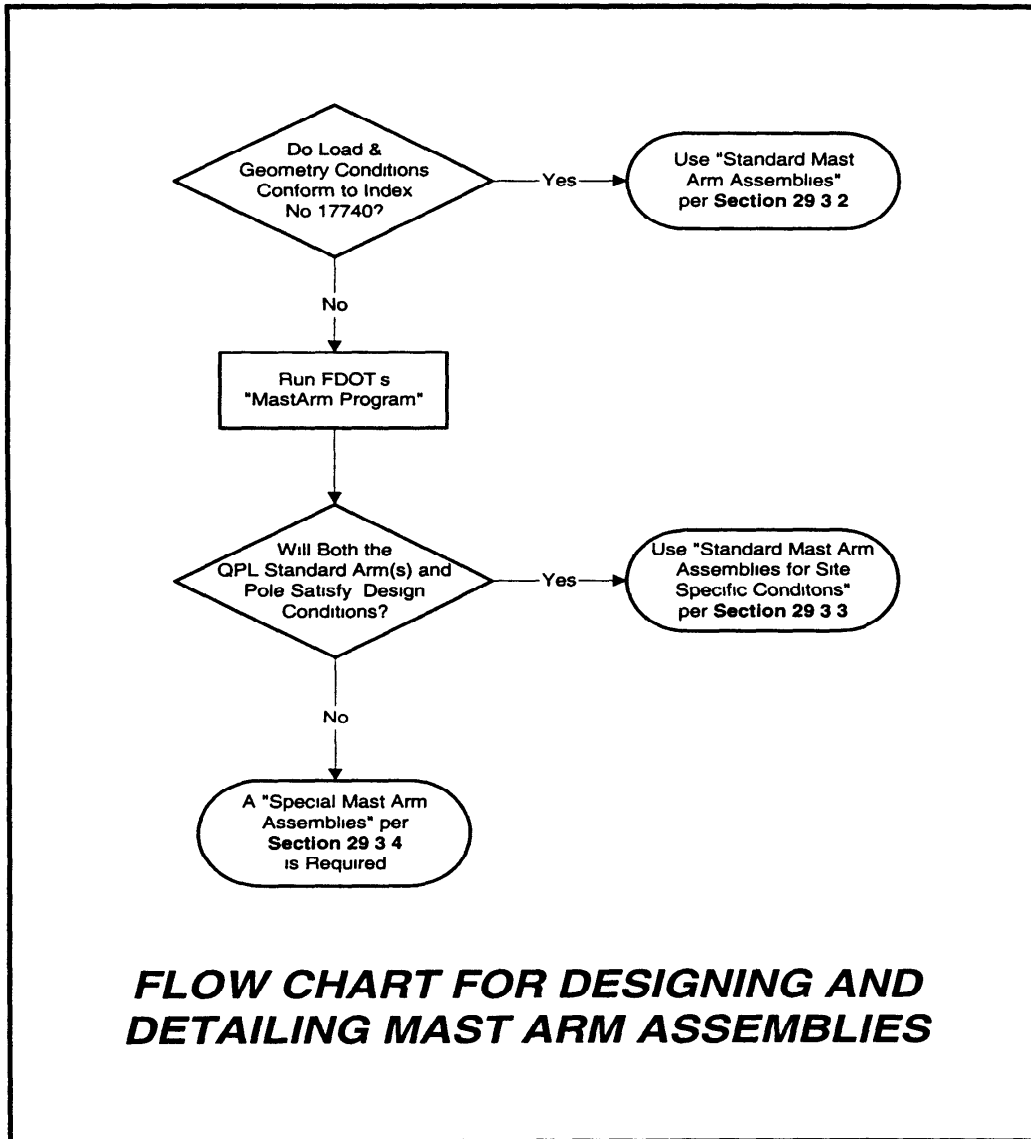 Do Load &
Geometry Conditions
Conform to Index
No 17740?
Yes
Use "Standard Mast
Arm Assemblies"
per Section 29 3 2
No
Run FDOT s
"MastArm Program"
Will Both the
QPL Standard Arm(s) and
Pole Satisfy Design
Conditions?
Yes
Use "Standard Mast Arm
Assemblies for Site
Specific Conditons"
per Section 29 3 3
No
A "Special Mast Arm
Assemblies" per
Section 29 3 4
is Required
FLOW CHART FOR DESIGNING AND
DETAILING MAST ARM ASSEMBLIES